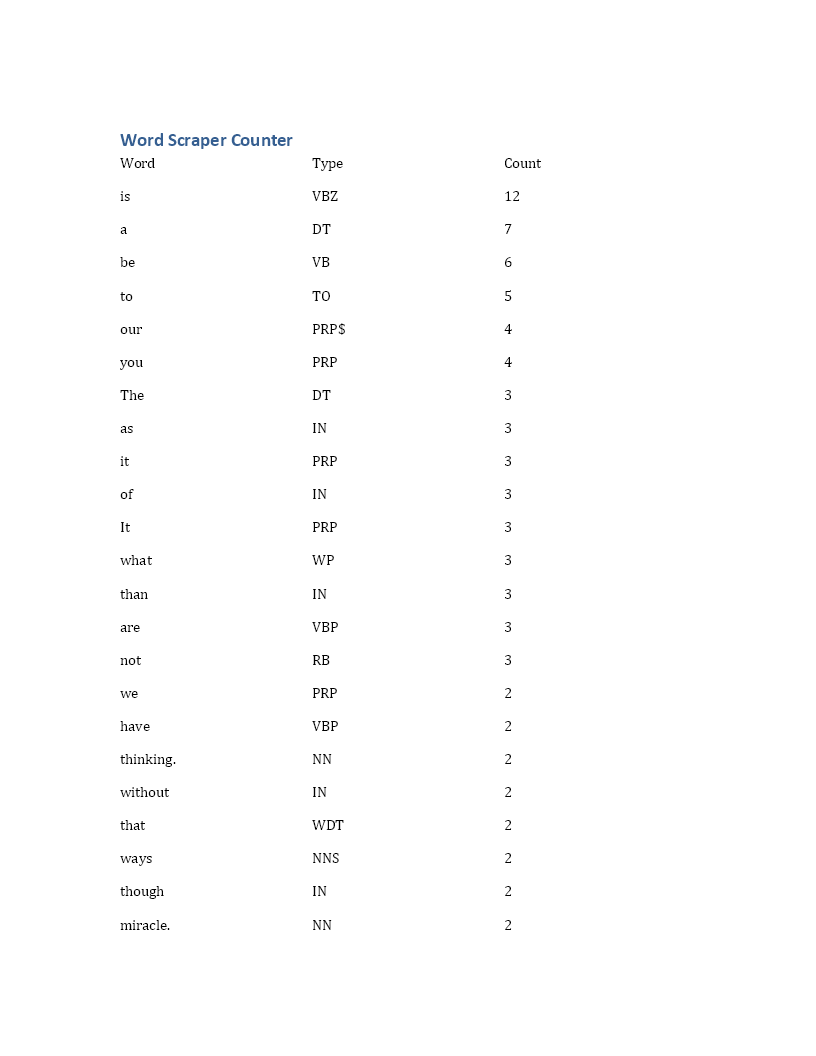 Word Scraper Counter
Word Type Count
is VBZ 12
a DT 7
be VB 6
to TO 5
our PRP$ 4
you PRP 4
The DT 3
as IN 3
it PRP 3
of IN 3
It PRP 3
what WP 3
than IN 3
are VBP 3
not RB 3
we PRP 2
have VBP 2
thinking. NN 2
without IN 2
that WDT 2
ways NNS 2
though IN 2
miracle. NN 2